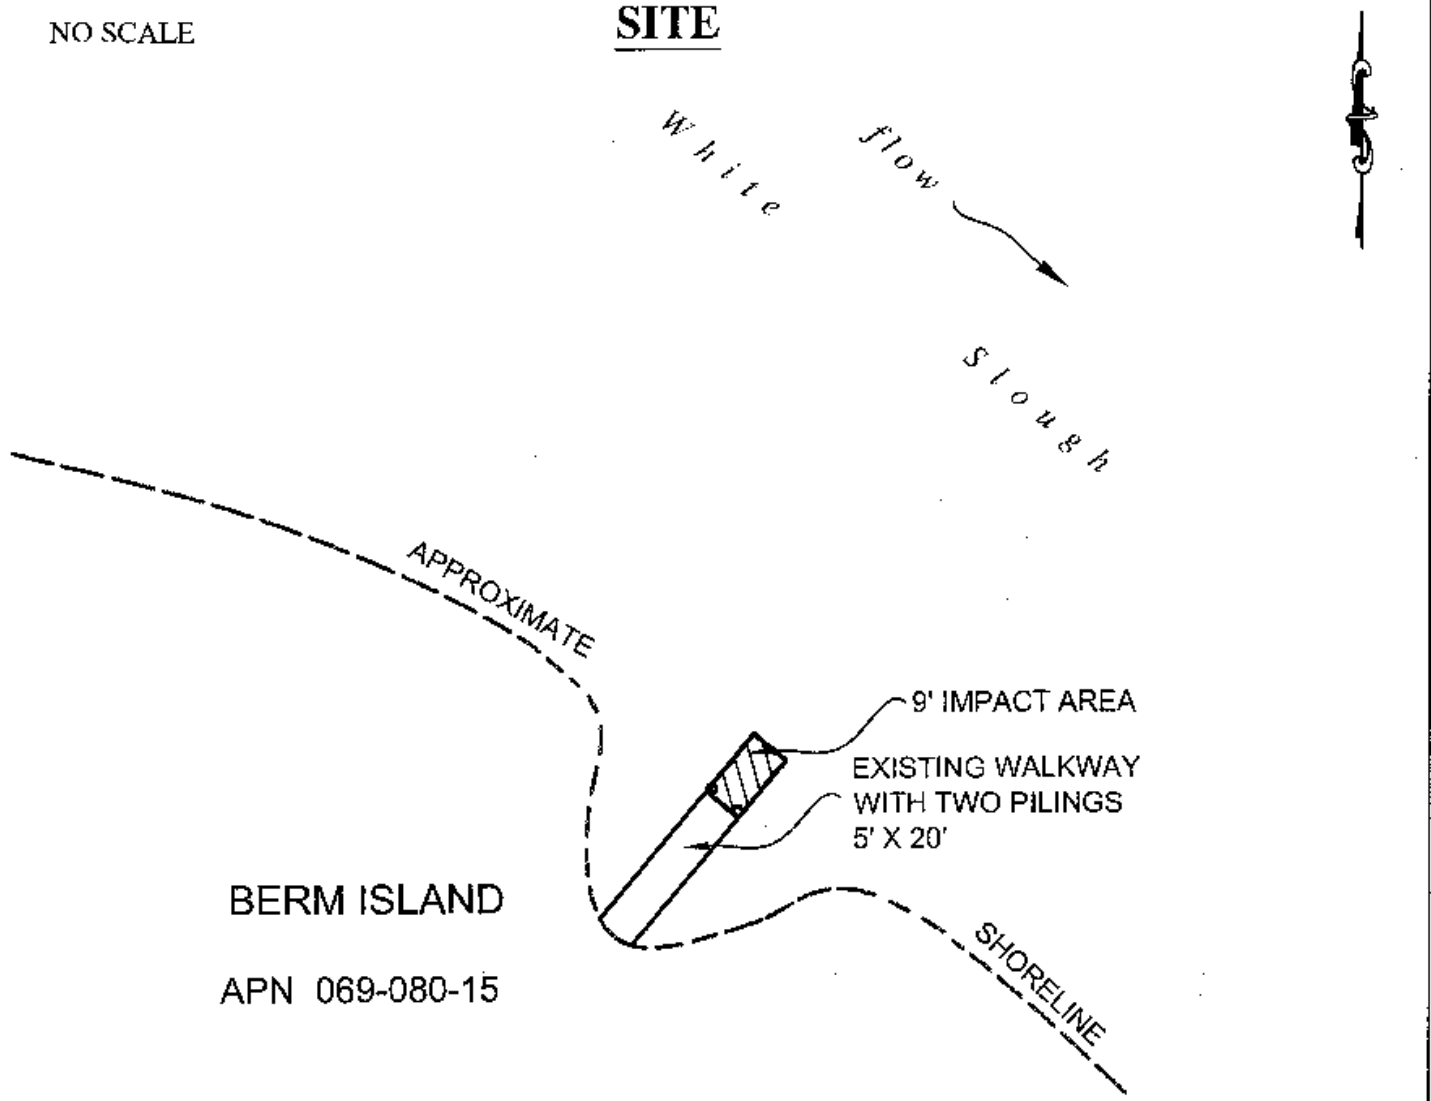 NO SCALE
SITE
White
flow
Slough
APPROXIMATE
9' IMPACT AREA
EXISTING WALKWAY
WITH TWO PILINGS
5' X 20'
BERM ISLAND
SHORELINE
APN 069-080-15